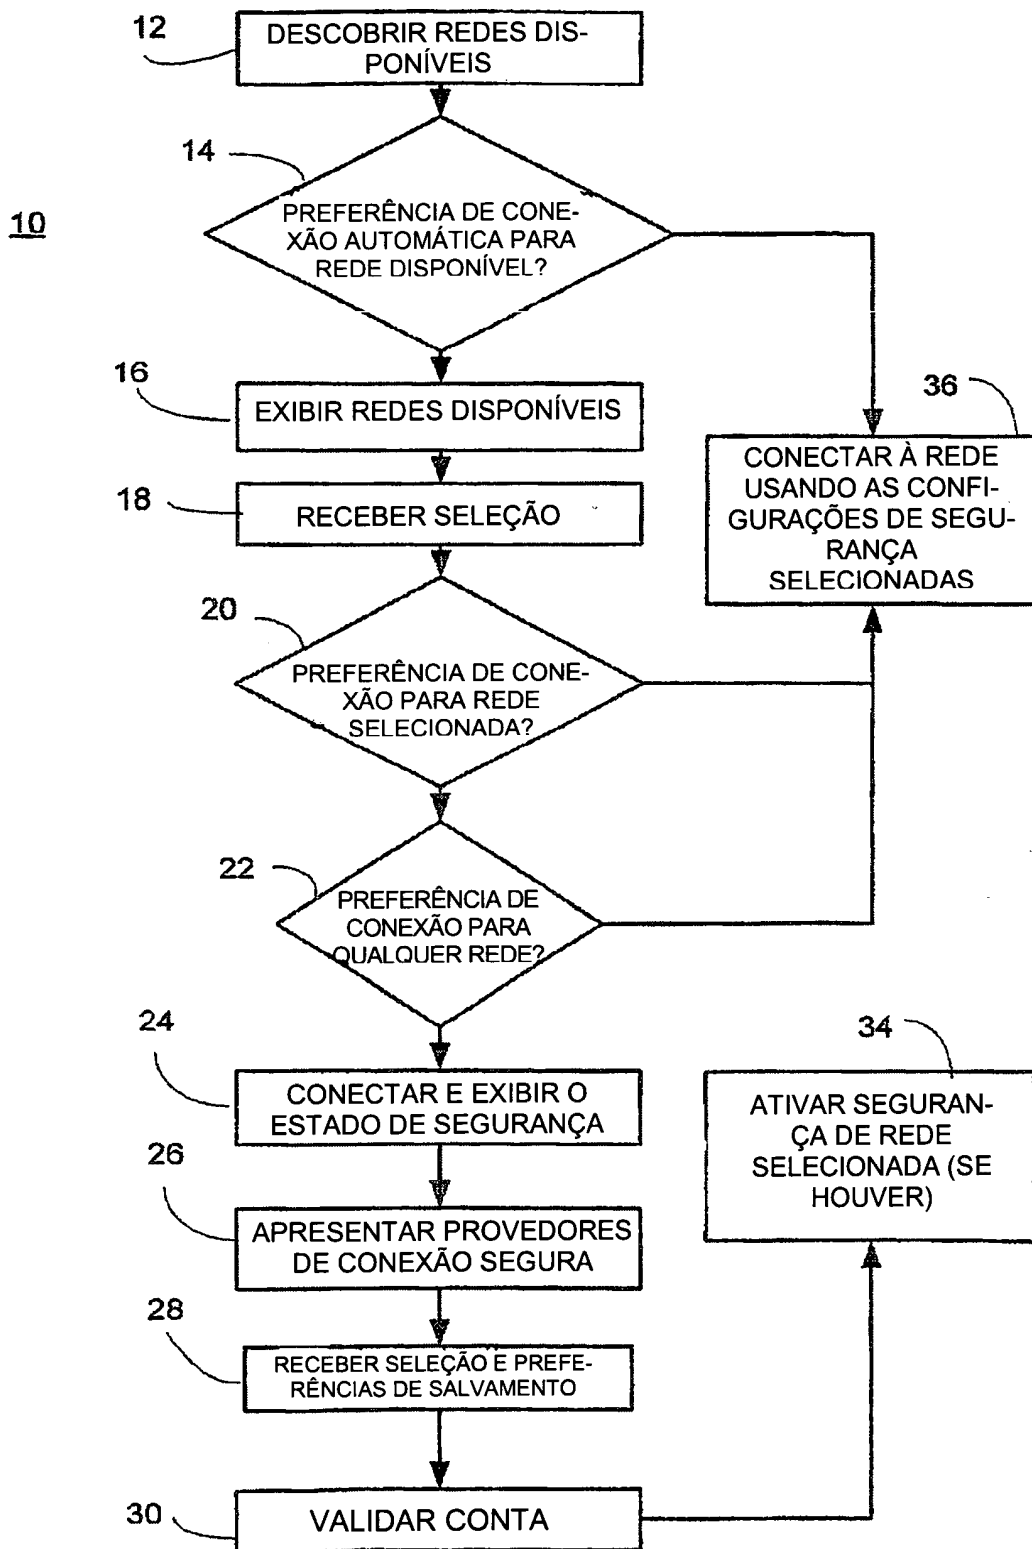 12
DESCOBRIR REDES DIS-
PONÍVEIS
14
10
PREFERÊNCIA DE CONE-
XÃO AUTOMÁTICA PARA
REDE DISPONÍVEL?
16
EXIBIR REDES DISPONÍVEIS
36
CONECTAR À REDE
USANDO AS CONFI-
GURAÇÕES DE SEGU-
RANÇA
SELECIONADAS
18
RECEBER SELEÇÃO
20
PREFERÊNCIA DE CONE-
XÃO PARA REDE
SELECIONADA?
22
PREFERÊNCIA DE
CONEXÃO PARA
QUALQUER REDE?
24
CONECTAR E EXIBIR O
ESTADO DE SEGURANÇA
34
ATIVAR SEGURAN-
ÇA DE REDE
SELECIONADA (SE
HOUVER)
26
APRESENTAR PROVEDORES
DE CONEXÃO SEGURA
28
RECEBER SELEÇÃO E PREFE-
RÊNCIAS DE SALVAMENTO
30
VALIDAR CONTA